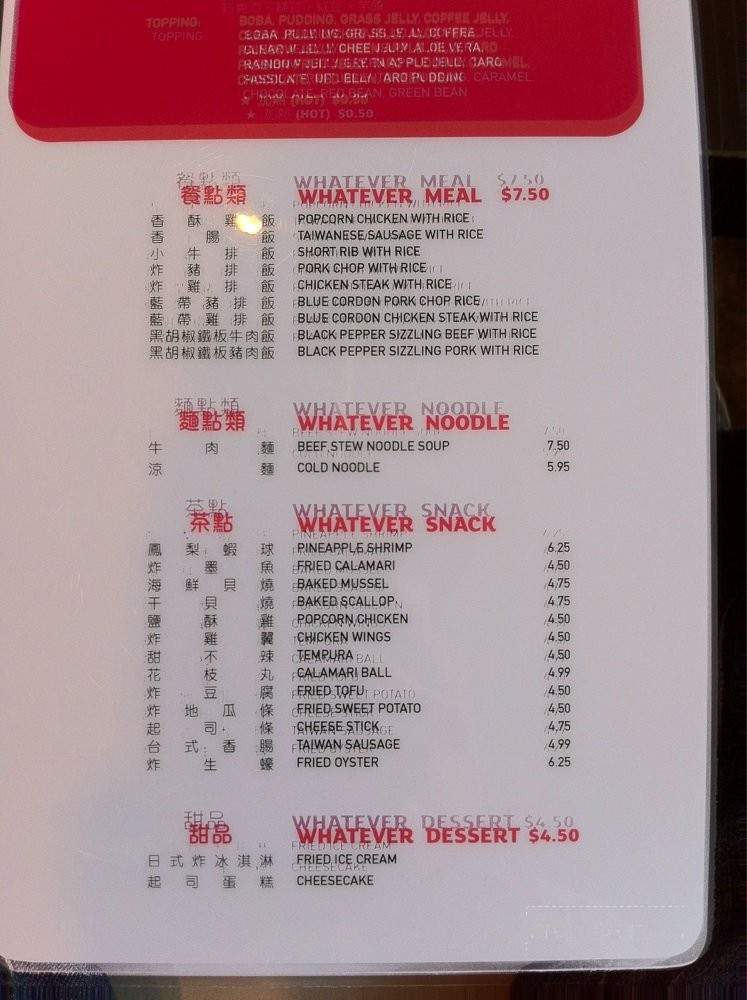 TOPPING: BOBA, PUDDING, GRASS JELLY, COFFEE JELLY,
CARAMEL,
CHOCOLATE, RED BEAN, GREEN BEAN
★ (HOT) $0.50
餐點類 WHATEVER MEAL $7.50
香酥雞飯 POPCORN CHICKEN WITH RICE
香腸飯 TAIWANESE SAUSAGE WITH RICE
小牛排飯 SHORT RIB WITH RICE
炸豬排飯 PORK CHOP WITH RICE
炸雞排飯 CHICKEN STEAK WITH RICE
藍帶豬排飯 BLUE CORDON PORK CHOP RICE
藍帶雞排飯 BLUE CORDON CHICKEN STEAK WITH RICE
黑胡椒鐵板牛肉飯 BLACK PEPPER SIZZLING BEEF WITH RICE
黑胡椒鐵板豬肉飯 BLACK PEPPER SIZZLING PORK WITH RICE
麵點類 WHATEVER NOODLE
牛肉麵 BEEF STEW NOODLE SOUP 7.50
涼麵 COLD NOODLE 5.95
茶點 WHATEVER SNACK
鳳梨蝦球 PINEAPPLE SHRIMP 6.25
炸墨魚 FRIED CALAMARI 4.50
海鮮貝燒 BAKED MUSSEL 4.75
干貝燒 BAKED SCALLOP 4.75
鹽酥雞 POPCORN CHICKEN 4.50
炸雞翼 CHICKEN WINGS 4.50
甜不辣 TEMPURA 4.50
花枝丸 CALAMARI BALL 4.99
炸豆腐 FRIED TOFU 4.50
炸地瓜條 FRIED SWEET POTATO 4.50
起司條 CHEESE STICK 4.75
台式香腸 TAIWAN SAUSAGE 4.99
炸生蠔 FRIED OYSTER 6.25
甜品 WHATEVER DESSERT $4.50
日式炸冰淇淋 FRIED ICE CREAM
起司蛋糕 CHEESECAKE